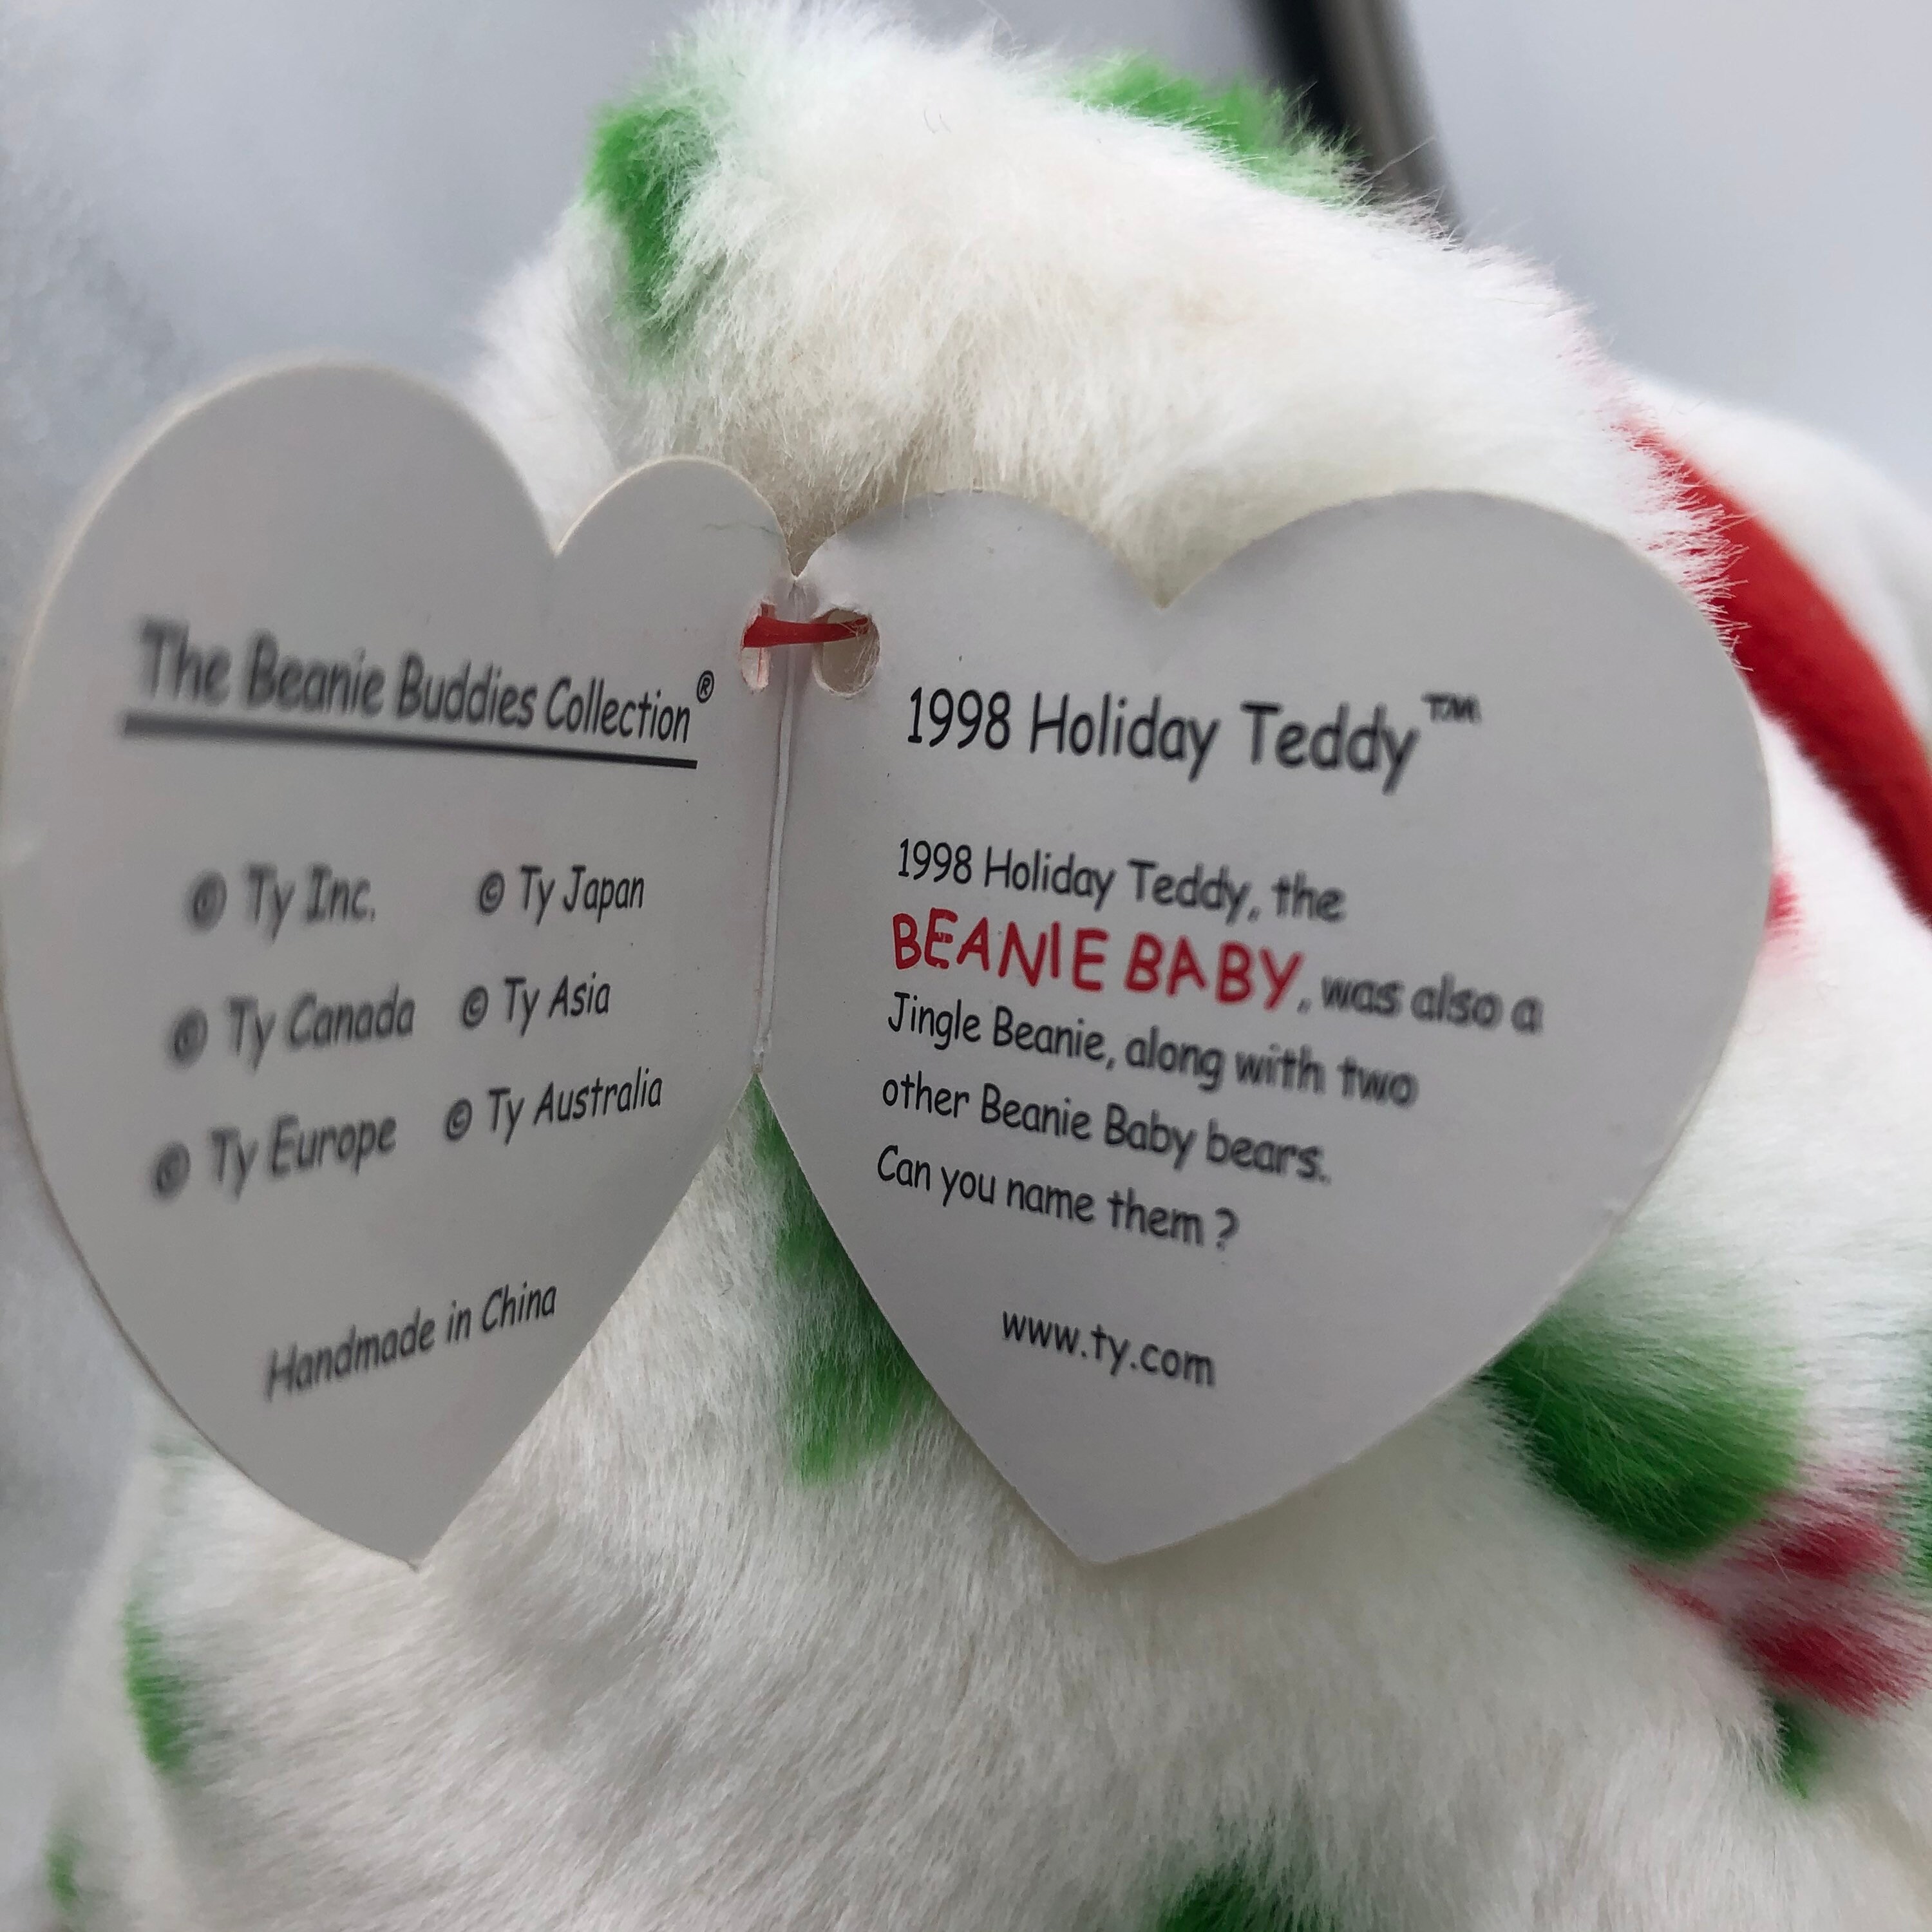 The Beanie Buddies Collection®
© Ty Inc. © Ty Japan
© Ty Canada © Ty Asia
© Ty Europe © Ty Australia
Handmade in China
1998 Holiday Teddy™
1998 Holiday Teddy, the
BEANIE BABY, was also a
Jingle Beanie, along with two
other Beanie Baby bears.
Can you name them ?
www.ty.com